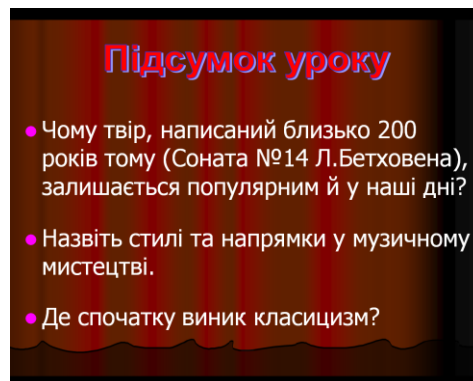 Підсумок уроку
● Чому твір, написаний близько 200
років тому (Соната №14 Л.Бетховена),
залишається популярним й у наші дні?
● Назвіть стилі та напрямки у музичному
мистецтві.
● Де спочатку виник класицизм?